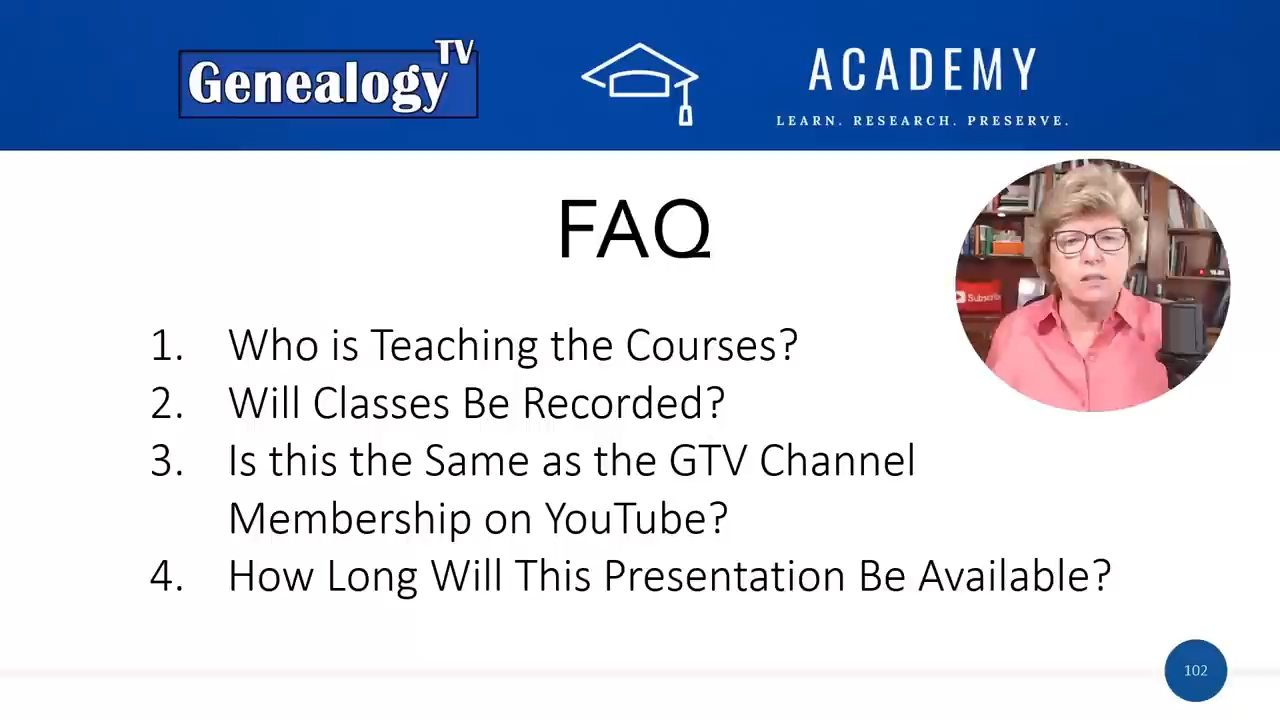 Genealogy TV
ACADEMY
LEARN. RESEARCH. PRESERVE.
FAQ
Subscribe
1. Who is Teaching the Courses?
2. Will Classes Be Recorded?
3. Is this the Same as the GTV Channel
Membership on YouTube?
4. How Long Will This Presentation Be Available?
102